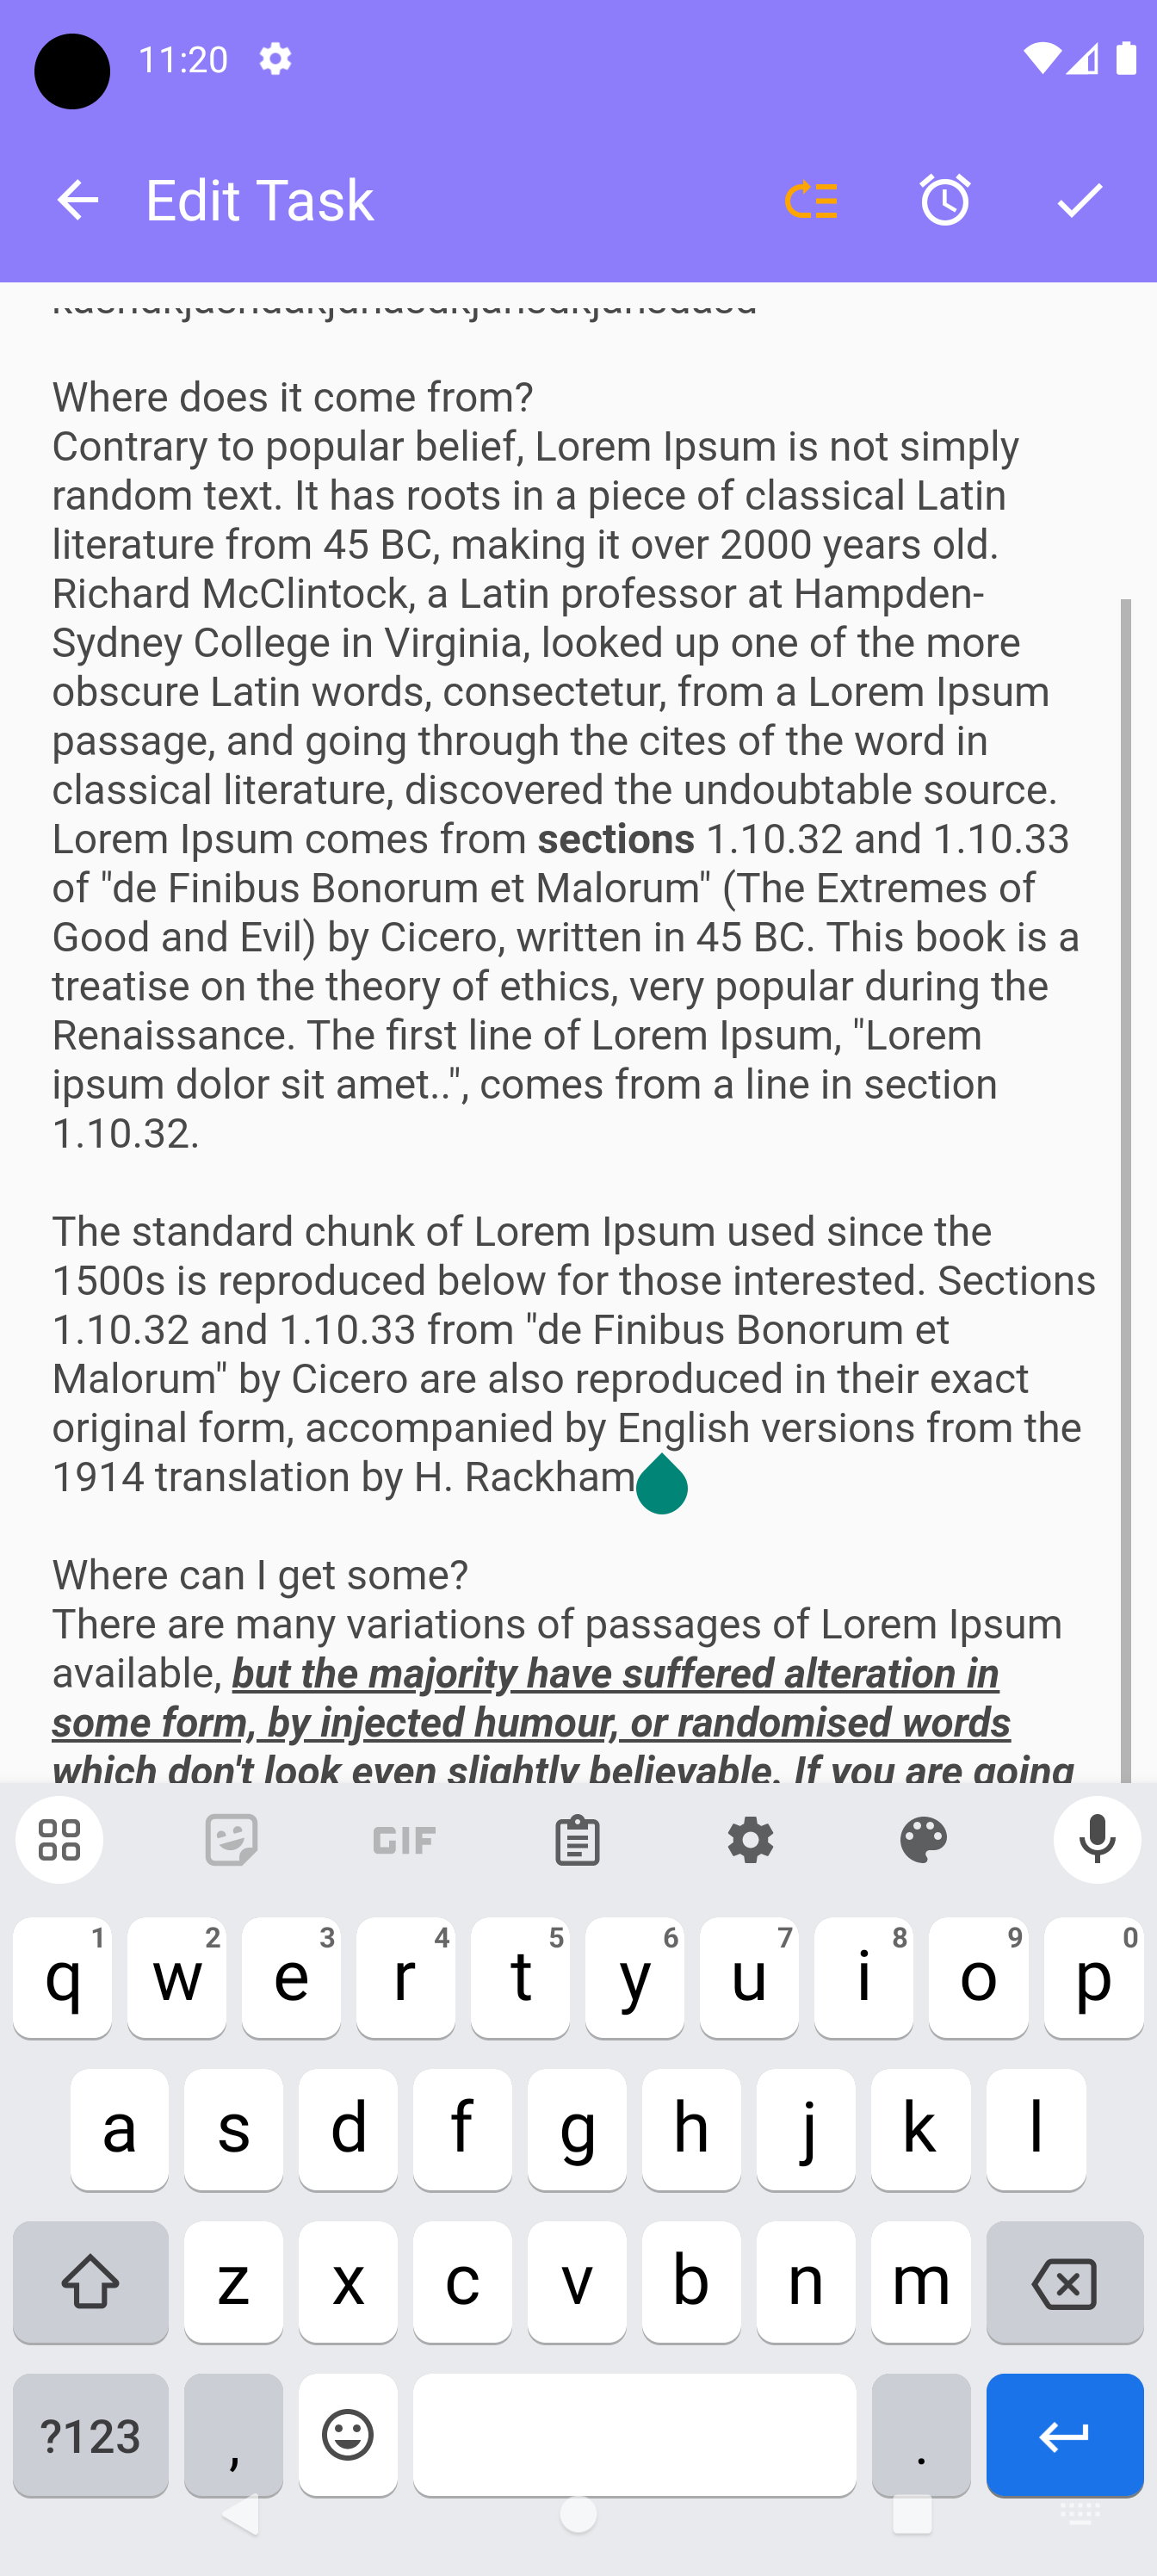 11:20
Edit Task
Where does it come from?
Contrary to popular belief, Lorem Ipsum is not simply
random text. It has roots in a piece of classical Latin
literature from 45 BC, making it over 2000 years old.
Richard McClintock, a Latin professor at Hampden-
Sydney College in Virginia, looked up one of the more
obscure Latin words, consectetur, from a Lorem Ipsum
passage, and going through the cites of the word in
classical literature, discovered the undoubtable source.
Lorem Ipsum comes from sections 1.10.32 and 1.10.33
of "de Finibus Bonorum et Malorum" (The Extremes of
Good and Evil) by Cicero, written in 45 BC. This book is a
treatise on the theory of ethics, very popular during the
Renaissance. The first line of Lorem Ipsum, "Lorem
ipsum dolor sit amet..", comes from a line in section
1.10.32.
The standard chunk of Lorem Ipsum used since the
1500s is reproduced below for those interested. Sections
1.10.32 and 1.10.33 from "de Finibus Bonorum et
Malorum" by Cicero are also reproduced in their exact
original form, accompanied by English versions from the
1914 translation by H. Rackham
Where can I get some?
There are many variations of passages of Lorem Ipsum
available, but the majority have suffered alteration in
some form, by injected humour, or randomised words
which don't look even slightly believable. If you are going
GIF
q1 w2 e3 r4 t5 y6 u7 i8 o9 p0
a s d f g h j k l
z x c v b n m
?123 , .